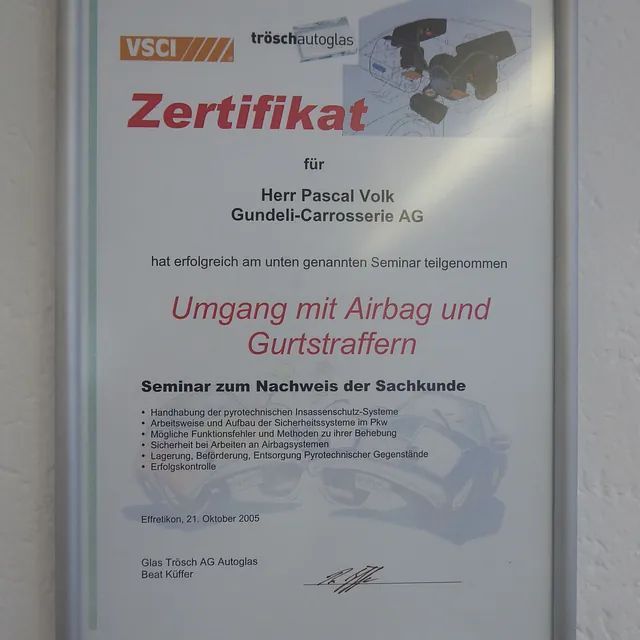 VSCI
tröschautoglas
Zertifikat
für
Herr Pascal Volk
Gundeli-Carrosserie AG
hat erfolgreich am unten genannten Seminar teilgenommen
Umgang mit Airbag und
Gurtstraffern
Seminar zum Nachweis der Sachkunde
• Handhabung der pyrotechnischen Insassenschutz-Systeme
• Arbeitsweise und Aufbau der Sicherheitssysteme im Pkw
• Mögliche Funktionsfehler und Methoden zu ihrer Behebung
• Sicherheit bei Arbeiten an Airbagsystemen
• Lagerung, Beförderung, Entsorgung Pyrotechnischer Gegenstände
• Erfolgskontrolle
Effretikon, 21. Oktober 2005
Glas Trösch AG Autoglas
Beat Küffer